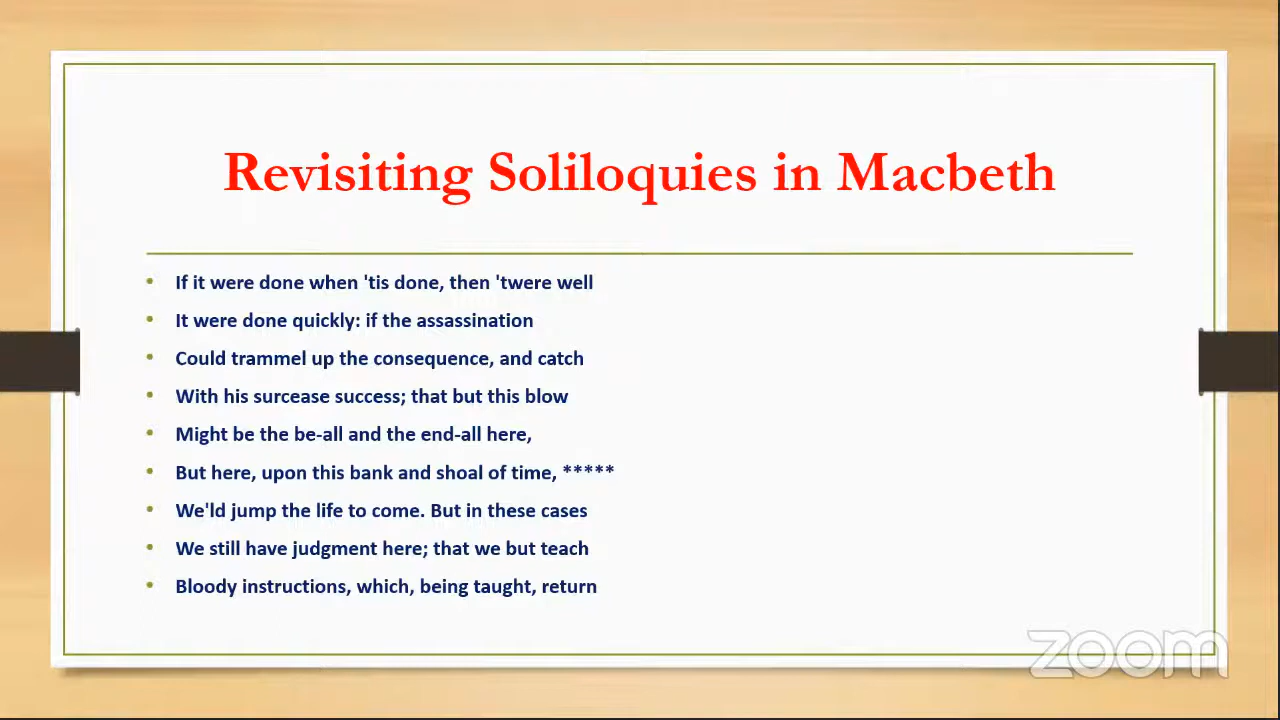 Revisiting Soliloquies in Macbeth
• If it were done when 'tis done, then 'twere well
• It were done quickly: if the assassination
• Could trammel up the consequence, and catch
• With his surcease success; that but this blow
• Might be the be-all and the end-all here,
• But here, upon this bank and shoal of time, *****
• We'ld jump the life to come. But in these cases
• We still have judgment here; that we but teach
• Bloody instructions, which, being taught, return
zoom